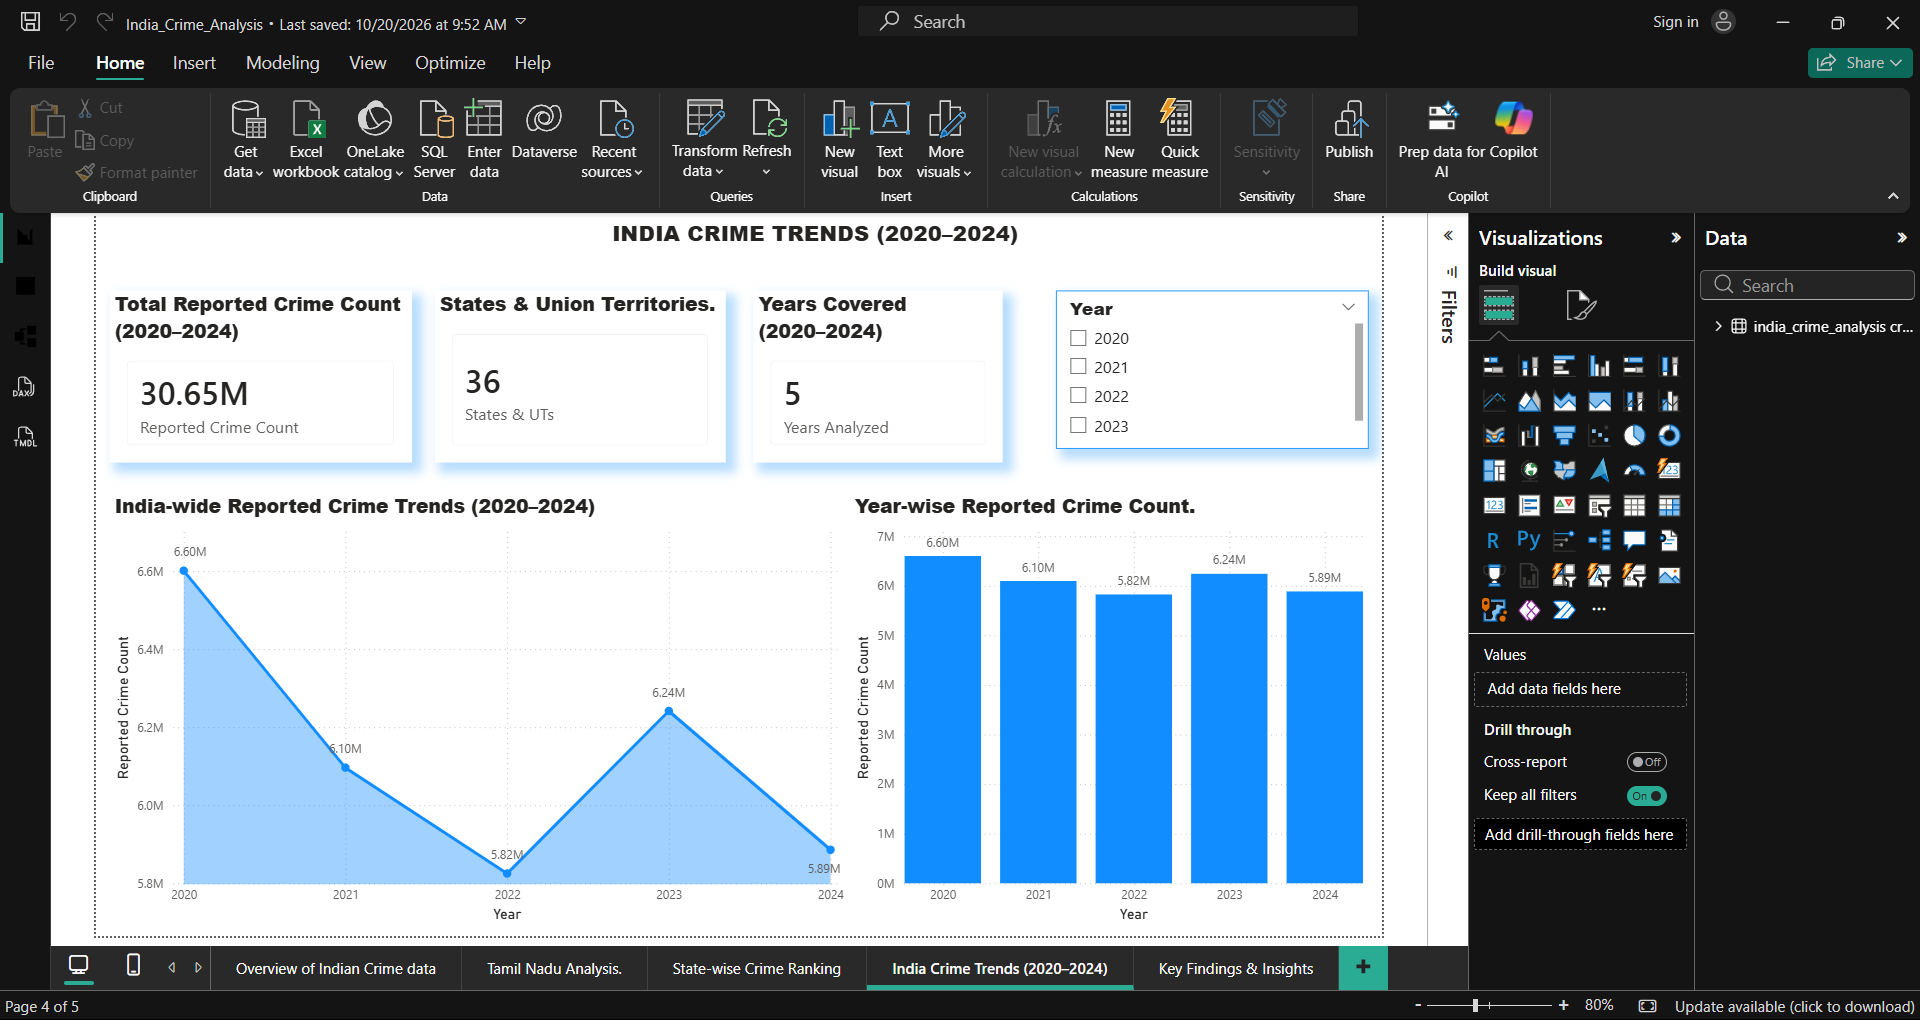 India_Crime_Analysis • Last saved: 10/20/2026 at 9:52 AM
Search
Sign in
File
Home
Insert
Modeling
View
Optimize
Help
Share
Paste
Cut
Copy
Format painter
Clipboard
Get data
Excel workbook
OneLake catalog
SQL Server
Enter data
Dataverse
Recent sources
Data
Transform data
Refresh
Queries
New visual
Text box
More visuals
Insert
New visual calculation
New measure
Quick measure
Calculations
Sensitivity
Sensitivity
Publish
Share
Prep data for AI
Copilot
Copilot
DAX
TMDL
INDIA CRIME TRENDS (2020–2024)
Total Reported Crime Count
(2020–2024)
30.65M
Reported Crime Count
States & Union Territories.
36
States & UTs
Years Covered
(2020–2024)
5
Years Analyzed
Year
2020
2021
2022
2023
India-wide Reported Crime Trends (2020–2024)
Reported Crime Count
6.6M
6.4M
6.2M
6.0M
5.8M
6.60M
6.10M
5.82M
6.24M
5.89M
2020
2021
2022
2023
2024
Year
Year-wise Reported Crime Count.
Reported Crime Count
7M
6M
5M
4M
3M
2M
1M
0M
6.60M
6.10M
5.82M
6.24M
5.89M
2020
2021
2022
2023
2024
Year
Filters
Visualizations
Build visual
123
123
R
Py
Values
Add data fields here
Drill through
Cross-report
Off
Keep all filters
On
Add drill-through fields here
Data
Search
india_crime_analysis cr...
Overview of Indian Crime data
Tamil Nadu Analysis.
State-wise Crime Ranking
India Crime Trends (2020–2024)
Key Findings & Insights
Page 4 of 5
80%
Update available (click to download)